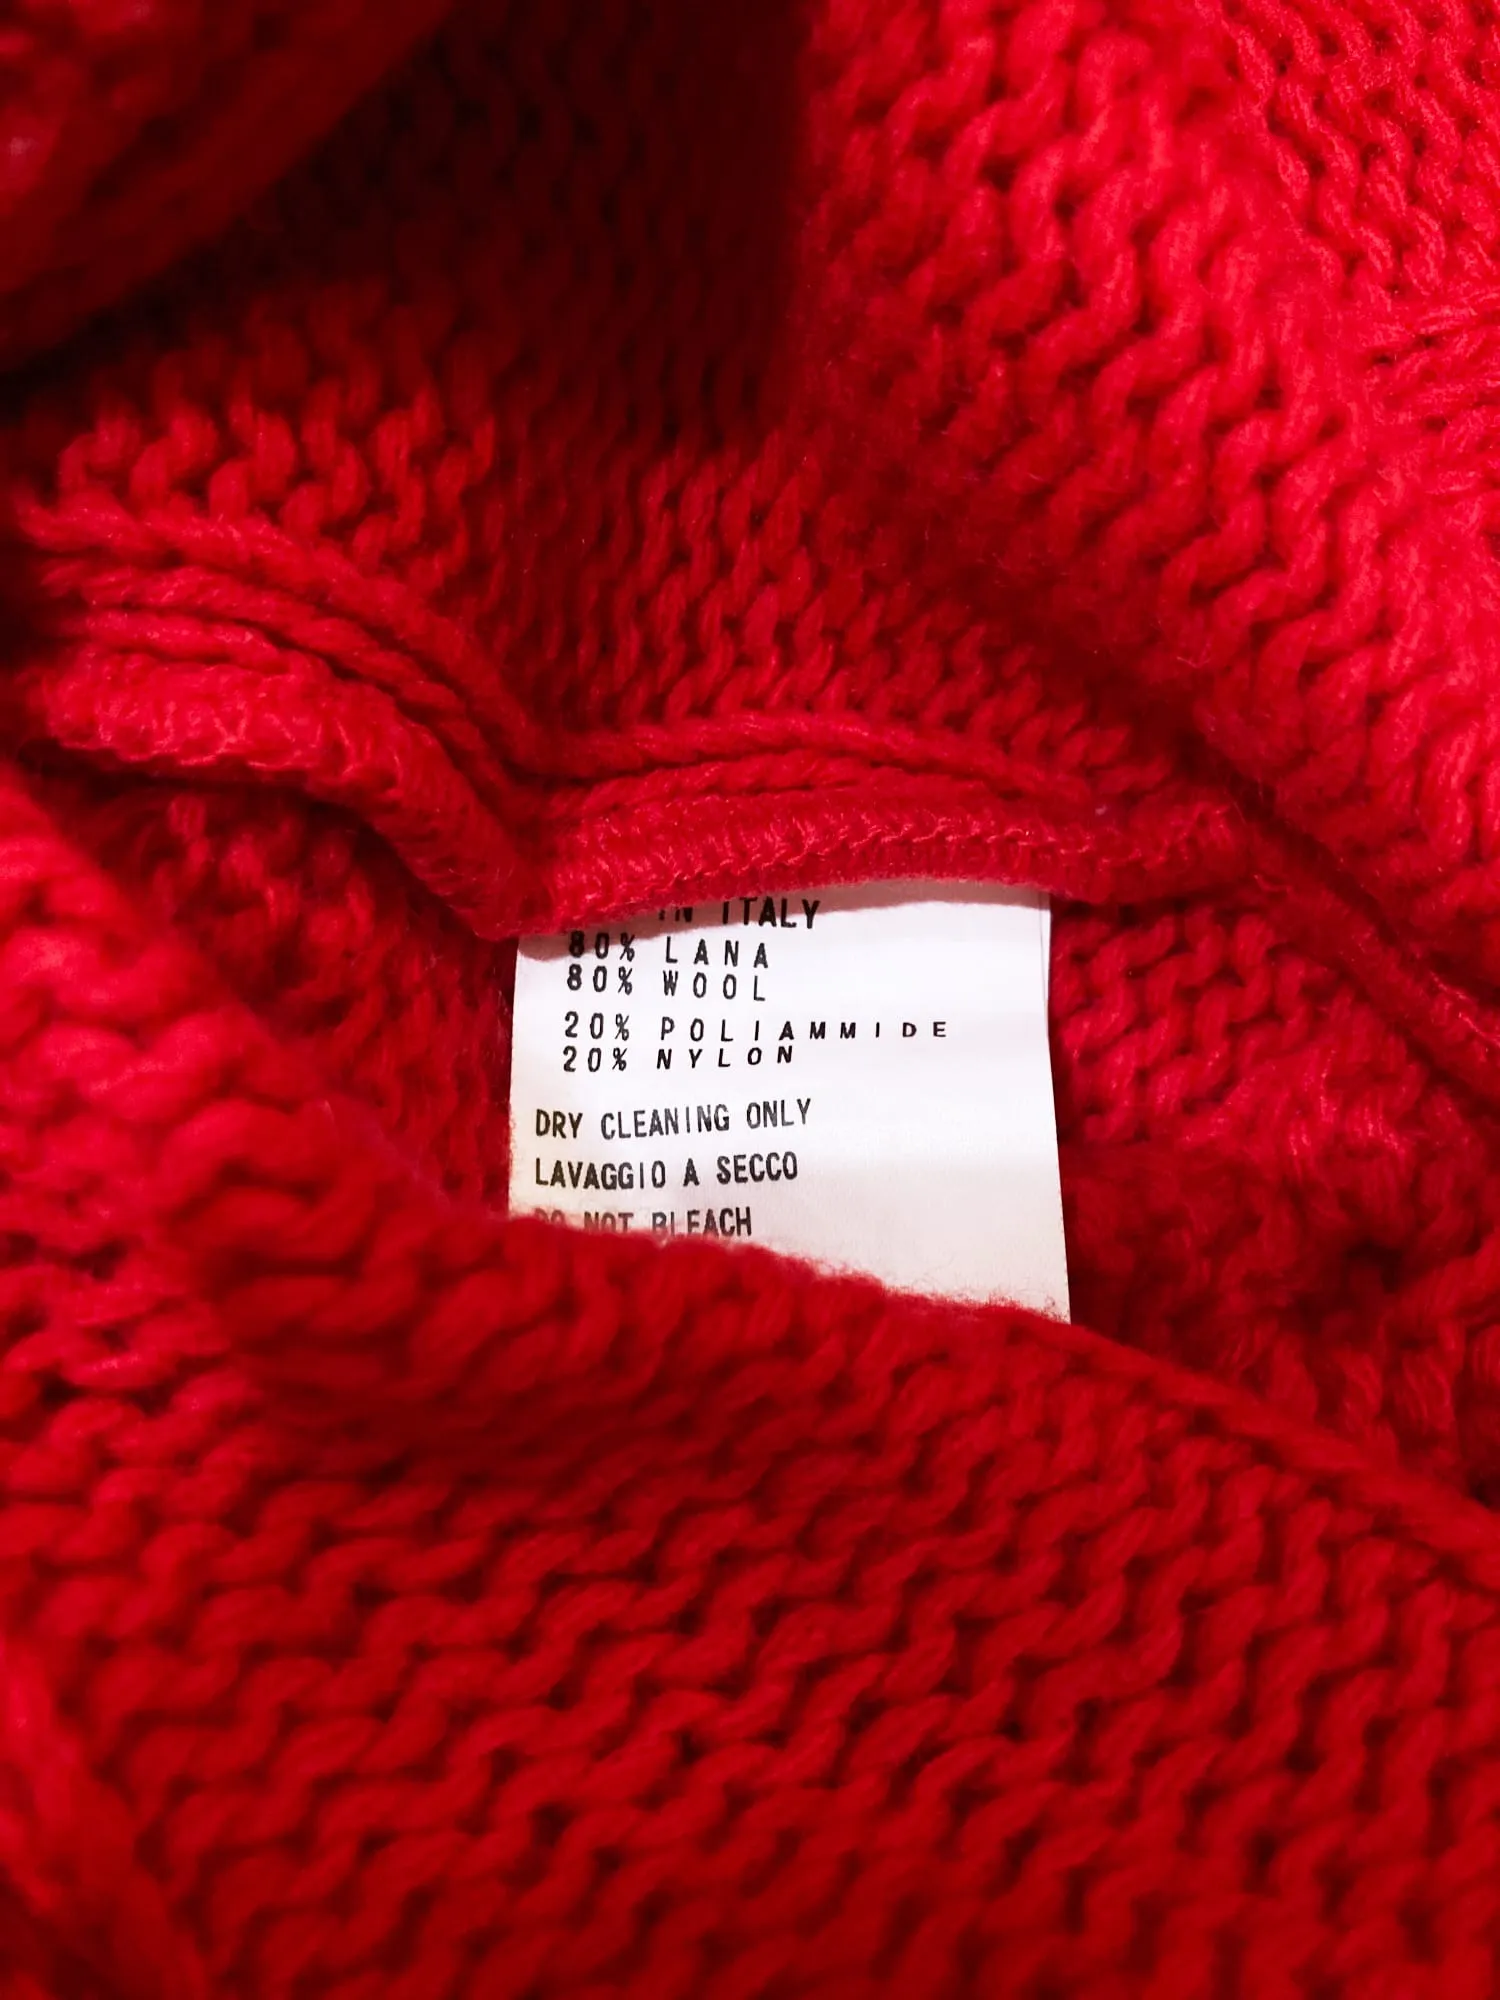 IN ITALY
80% LANA
80% WOOL
20% POLIAMMIDE
20% NYLON
DRY CLEANING ONLY
LAVAGGIO A SECCO
DO NOT BLEACH